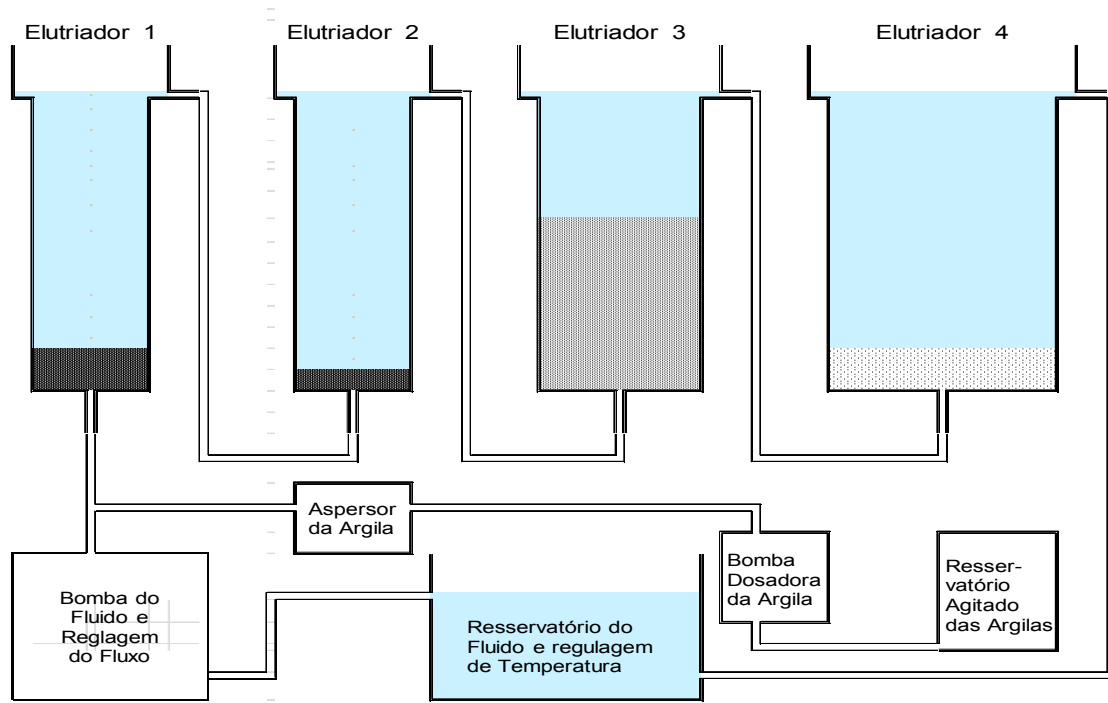 Elutriador 1
Elutriador 2
Elutriador 3
Elutriador 4
Aspersor
da Argila
Bomba do
Fluido e
Reglagem
do Fluxo
Resservatório do
Fluido e regulagem
de Temperatura
Bomba
Dosadora
da Argila
Resser-
vatório
Agitado
das Argilas